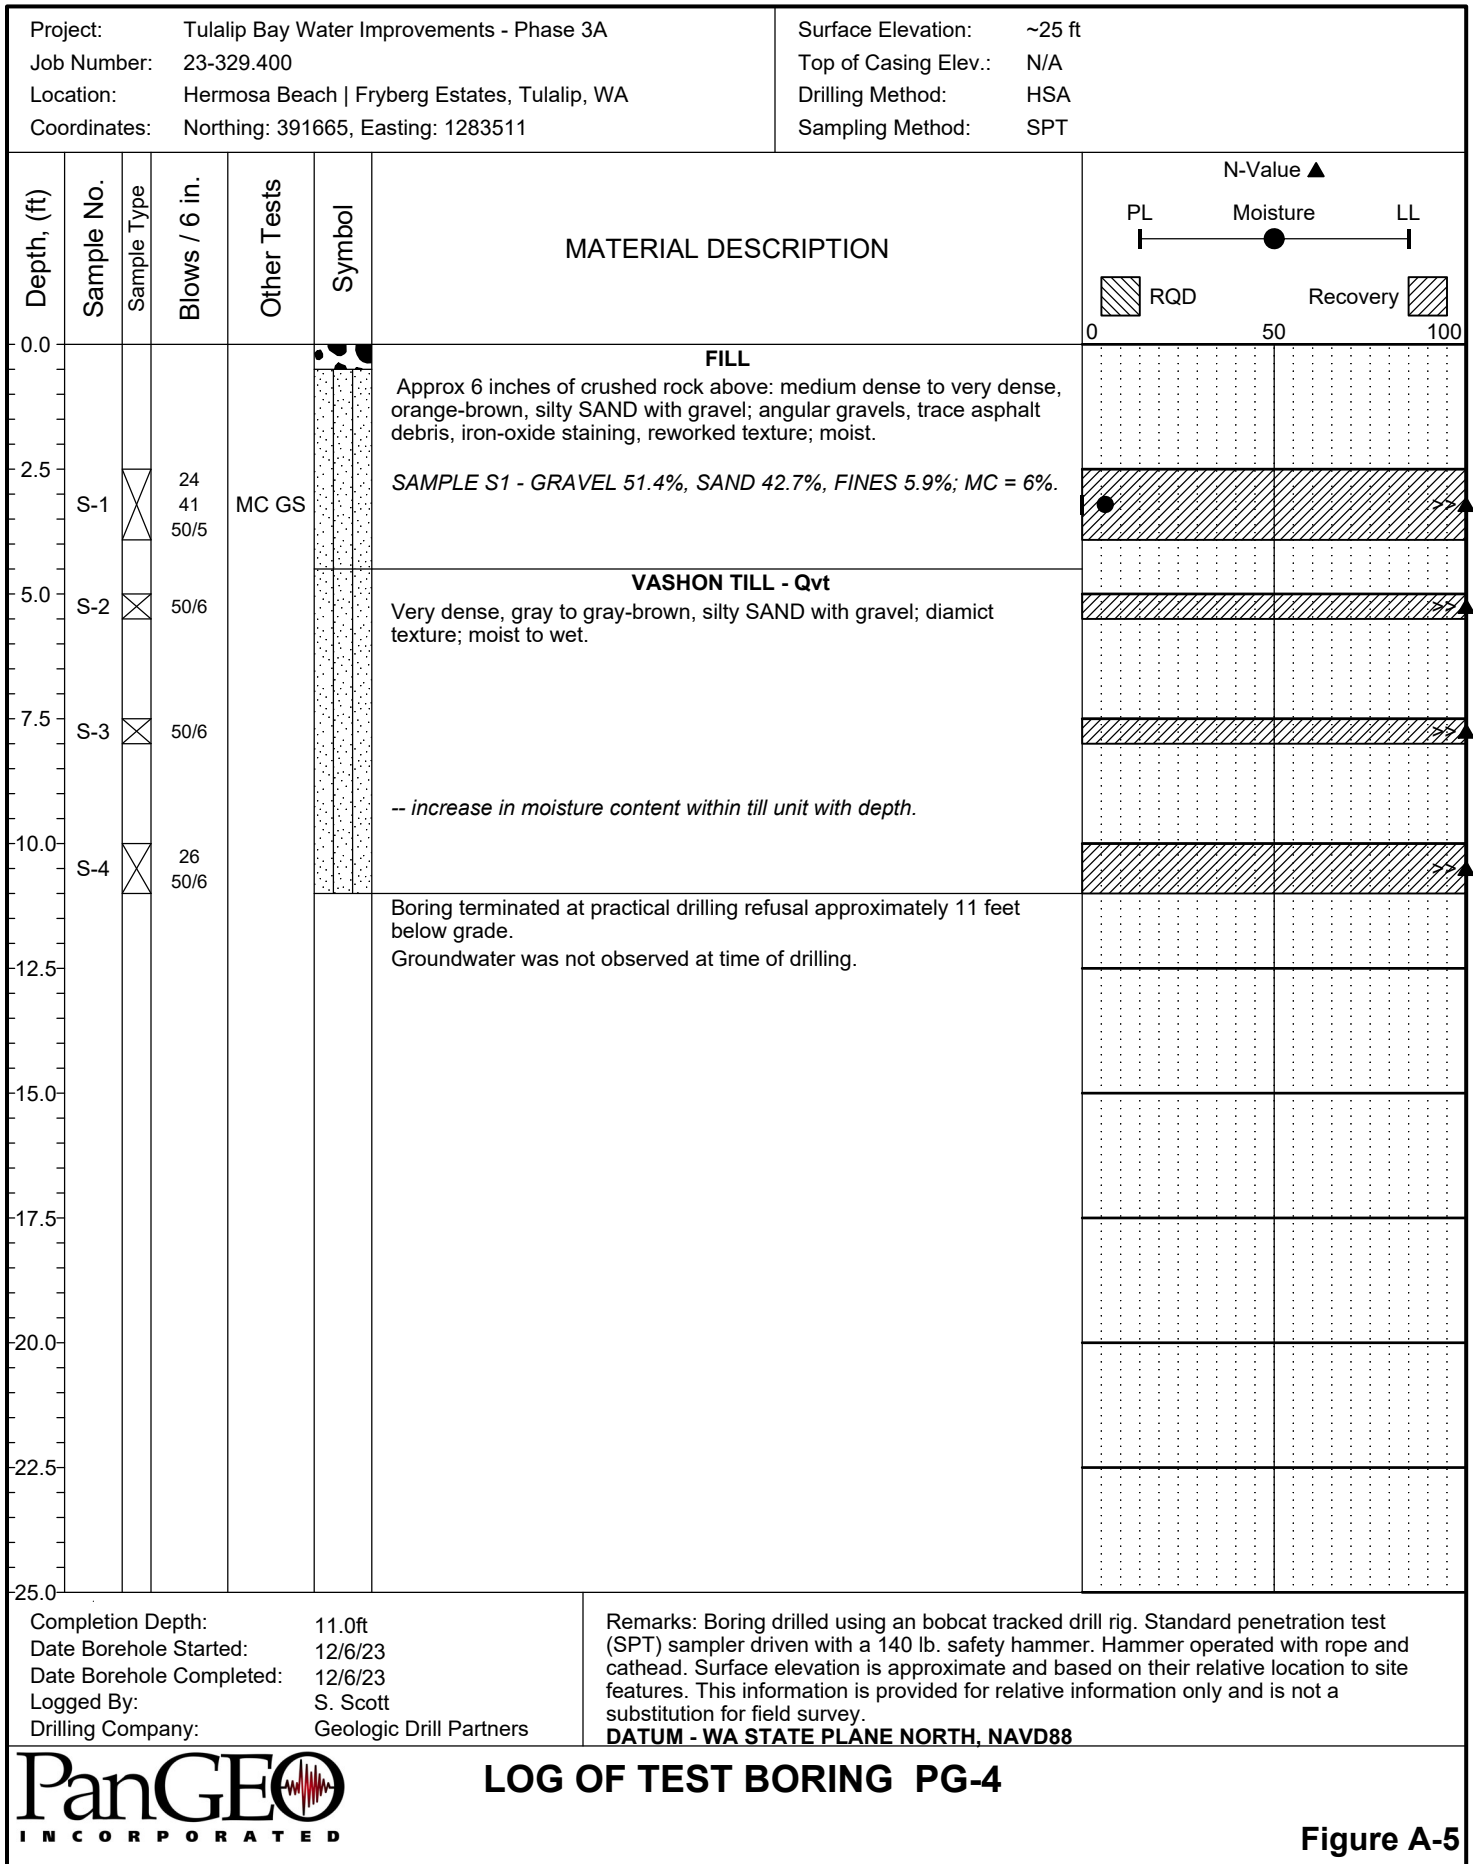 Project: Tulalip Bay Water Improvements - Phase 3A
Job Number: 23-329.400
Location: Hermosa Beach | Fryberg Estates, Tulalip, WA
Coordinates: Northing: 391665, Easting: 1283511
Surface Elevation: ~25 ft
Top of Casing Elev.: N/A
Drilling Method: HSA
Sampling Method: SPT
Depth, (ft)
Sample No.
Sample Type
Blows / 6 in.
Other Tests
Symbol
MATERIAL DESCRIPTION
N-Value ▲
PL Moisture LL
RQD Recovery
0 50 100
0.0
FILL
Approx 6 inches of crushed rock above: medium dense to very dense,
orange-brown, silty SAND with gravel; angular gravels, trace asphalt
debris, iron-oxide staining, reworked texture; moist.
2.5
S-1
24
41
50/5
MC GS
SAMPLE S1 - GRAVEL 51.4%, SAND 42.7%, FINES 5.9%; MC = 6%.
>>
VASHON TILL - Qvt
5.0
S-2
50/6
Very dense, gray to gray-brown, silty SAND with gravel; diamict
texture; moist to wet.
>>
7.5
S-3
50/6
>>
-- increase in moisture content within till unit with depth.
10.0
S-4
26
50/6
>>
Boring terminated at practical drilling refusal approximately 11 feet
below grade.
Groundwater was not observed at time of drilling.
12.5
15.0
17.5
20.0
22.5
25.0
Completion Depth: 11.0ft
Date Borehole Started: 12/6/23
Date Borehole Completed: 12/6/23
Logged By: S. Scott
Drilling Company: Geologic Drill Partners
Remarks: Boring drilled using an bobcat tracked drill rig. Standard penetration test
(SPT) sampler driven with a 140 lb. safety hammer. Hammer operated with rope and
cathead. Surface elevation is approximate and based on their relative location to site
features. This information is provided for relative information only and is not a
substitution for field survey.
DATUM - WA STATE PLANE NORTH, NAVD88
PanGEO
INCORPORATED
LOG OF TEST BORING PG-4
Figure A-5